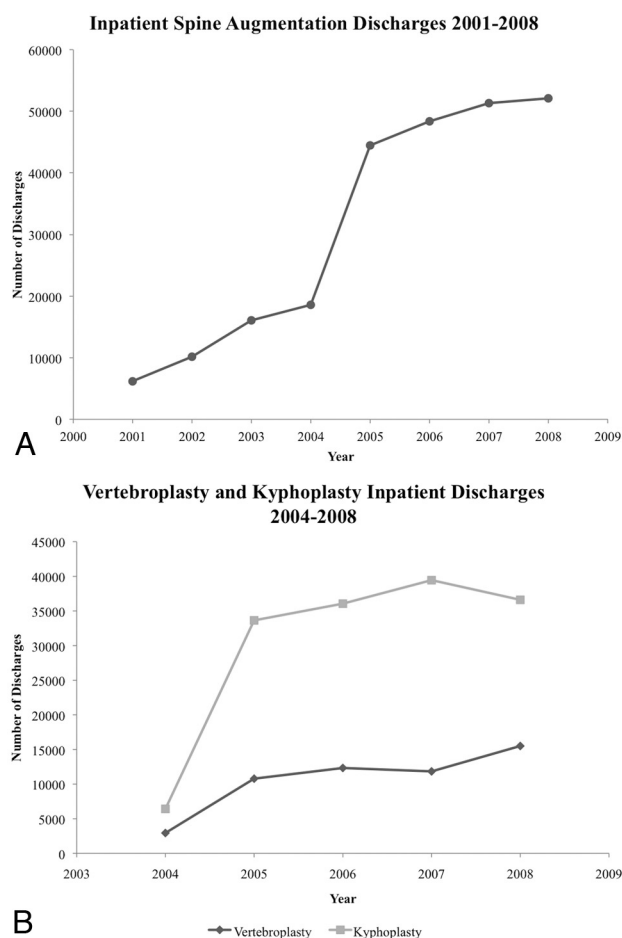 Inpatient Spine Augmentation Discharges 2001-2008
60000
50000
40000
30000
20000
10000
0
Number of Discharges
2000 2001 2002 2003 2004 2005 2006 2007 2008 2009
Year
A
Vertebroplasty and Kyphoplasty Inpatient Discharges
2004-2008
45000
40000
35000
30000
25000
20000
15000
10000
5000
0
Number of Discharges
2003 2004 2005 2006 2007 2008 2009
Year
B
Vertebroplasty Kyphoplasty